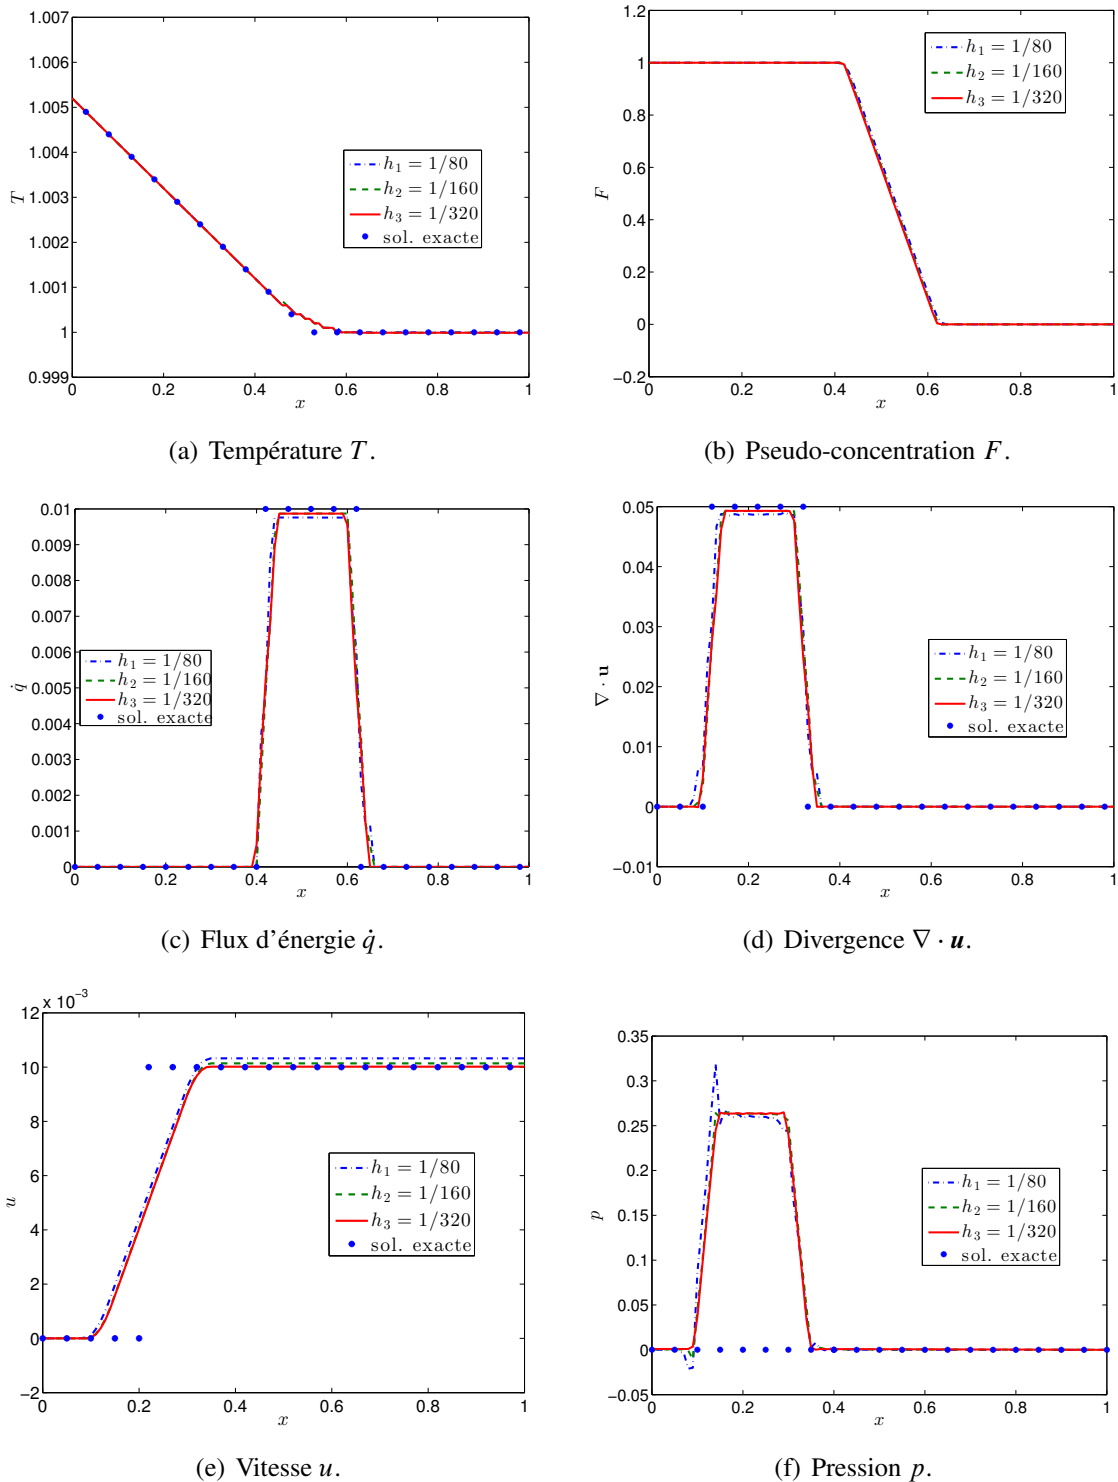 1.007
1.006
1.005
1.004
1.003
1.002
1.001
1
0.999
T
0 0.2 0.4 0.6 0.8 1
x
h₁ = 1/80
h₂ = 1/160
h₃ = 1/320
sol. exacte
(a) Température T.
1.2
1
0.8
0.6
0.4
0.2
0
−0.2
F
0 0.2 0.4 0.6 0.8 1
x
h₁ = 1/80
h₂ = 1/160
h₃ = 1/320
(b) Pseudo-concentration F.
0.01
0.009
0.008
0.007
0.006
0.005
0.004
0.003
0.002
0.001
0
q̇
0 0.2 0.4 0.6 0.8 1
x
h₁ = 1/80
h₂ = 1/160
h₃ = 1/320
sol. exacte
(c) Flux d'énergie q̇.
0.05
0.04
0.03
0.02
0.01
0
−0.01
∇ · u
0 0.2 0.4 0.6 0.8 1
x
h₁ = 1/80
h₂ = 1/160
h₃ = 1/320
sol. exacte
(d) Divergence ∇ · u.
x 10⁻³
12
10
8
6
4
2
0
−2
u
0 0.2 0.4 0.6 0.8 1
x
h₁ = 1/80
h₂ = 1/160
h₃ = 1/320
sol. exacte
(e) Vitesse u.
0.35
0.3
0.25
0.2
0.15
0.1
0.05
0
−0.05
p
0 0.2 0.4 0.6 0.8 1
x
h₁ = 1/80
h₂ = 1/160
h₃ = 1/320
sol. exacte
(f) Pression p.